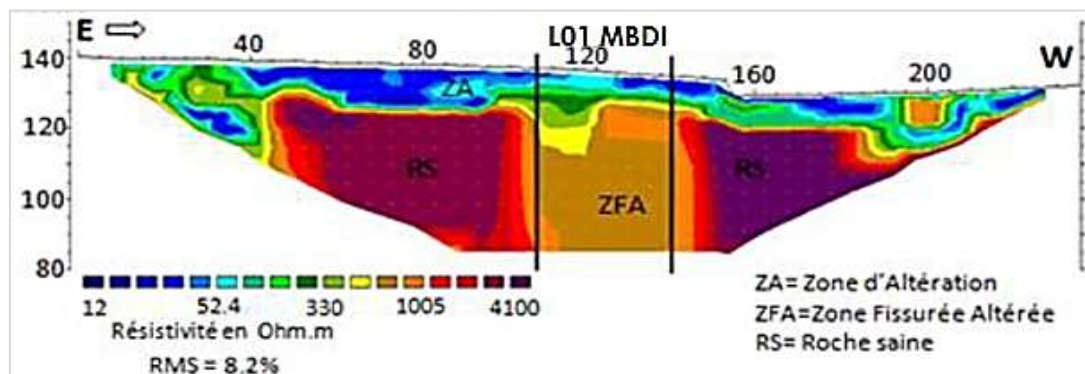 E L01 MBDI W
40 80 120 160 200
140
120
100
80
ZA
RS
RS
ZFA
12 52.4 330 1005 4100
Résistivité en Ohm.m
RMS = 8.2%
ZA= Zone d'Altération
ZFA=Zone Fissurée Altérée
RS= Roche saine